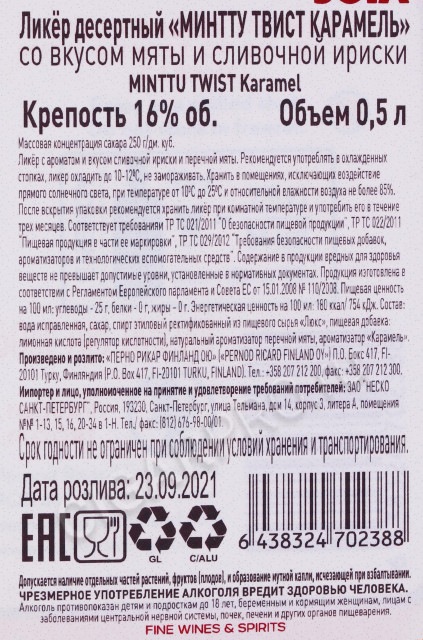 Ликёр десертный «МИНТТУ ТВИСТ КАРАМЕЛЬ»
со вкусом мяты и сливочной ириски
MINTTU TWIST Karamel
Крепость 16% об. Объем 0,5 л
Массовая концентрация сахара 250 г/дм. куб.
Ликёр с ароматом и вкусом сливочной ириски и перечной мяты. Рекомендуется употреблять в охлажденных
стопках, ликер охладить до 10-12°С, не замораживать. Хранить в помещениях, исключающих воздействие
прямого солнечного света, при температуре от 10°С до 25°С и относительной влажности воздуха не более 85%.
После вскрытия упаковки рекомендуется хранить ликер при комнатной температуре и употребить его в течение
трех месяцев. Соответствует требованиям ТР ТС 021/2011 "О безопасности пищевой продукции", ТР ТС 022/2011
"Пищевая продукция в части ее маркировки", ТР ТС 029/2012 "Требования безопасности пищевых добавок,
ароматизаторов и технологических вспомогательных средств". Содержание в продукции вредных для здоровья
веществ не превышает допустимые уровни, установленные в нормативных документах. Продукция изготовлена в
соответствии с Регламентом Европейского парламента и Совета ЕС от 15.01.2008 № 110/2008. Пищевая ценность
на 100 мл: углеводы - 25 г, белки - 0 г, жиры - 0 г. Энергетическая ценность на 100 мл: 180 ккал/ 754 кДж. Состав:
вода исправленная, сахар, спирт этиловый ректификованный из пищевого сырья «Люкс», пищевая добавка:
лимонная кислота (регулятор кислотности), натуральный ароматизатор перечной мяты, ароматизатор «Карамель».
Произведено и розлито: «ПЕРНО РИКАР ФИНЛАНД ОЮ» («PERNOD RICARD FINLAND OY») (П.О. Бокс 417, FI-
20101 Турку, Финляндия (P.O. Box 417, FI-20101 TURKU, FINLAND). Тел.: +358 207 212 200, факс: +358 207 212 300.
Импортер и лицо, уполномоченное на принятие и удовлетворение требований потребителей: ЗАО "НЕСКО
САНКТ-ПЕТЕРБУРГ", Россия, 193230, Санкт-Петербург, улица Тельмана, дом 14, корпус 3, литера А, помещения
№№ 1-13, 15, 16, 20-34 в 1-Н. Тел./ факс: (812) 676-98-00/01.
Срок годности не ограничен при соблюдении условий хранения и транспортирования.
Дата розлива: 23.09.2021
EAC
GL C/ALU
6 438324 702388
Допускается наличие отдельных частей растений, фруктов (плодов), и образование мутной капли, исчезающей при взбалтывании.
ЧРЕЗМЕРНОЕ УПОТРЕБЛЕНИЕ АЛКОГОЛЯ ВРЕДИТ ЗДОРОВЬЮ ЧЕЛОВЕКА.
Алкоголь противопоказан детям и подросткам до 18 лет, беременным и кормящим женщинам, лицам с
заболеваниями центральной нервной системы, почек, печени и других органов пищеварения.
FINE WINES & SPIRITS